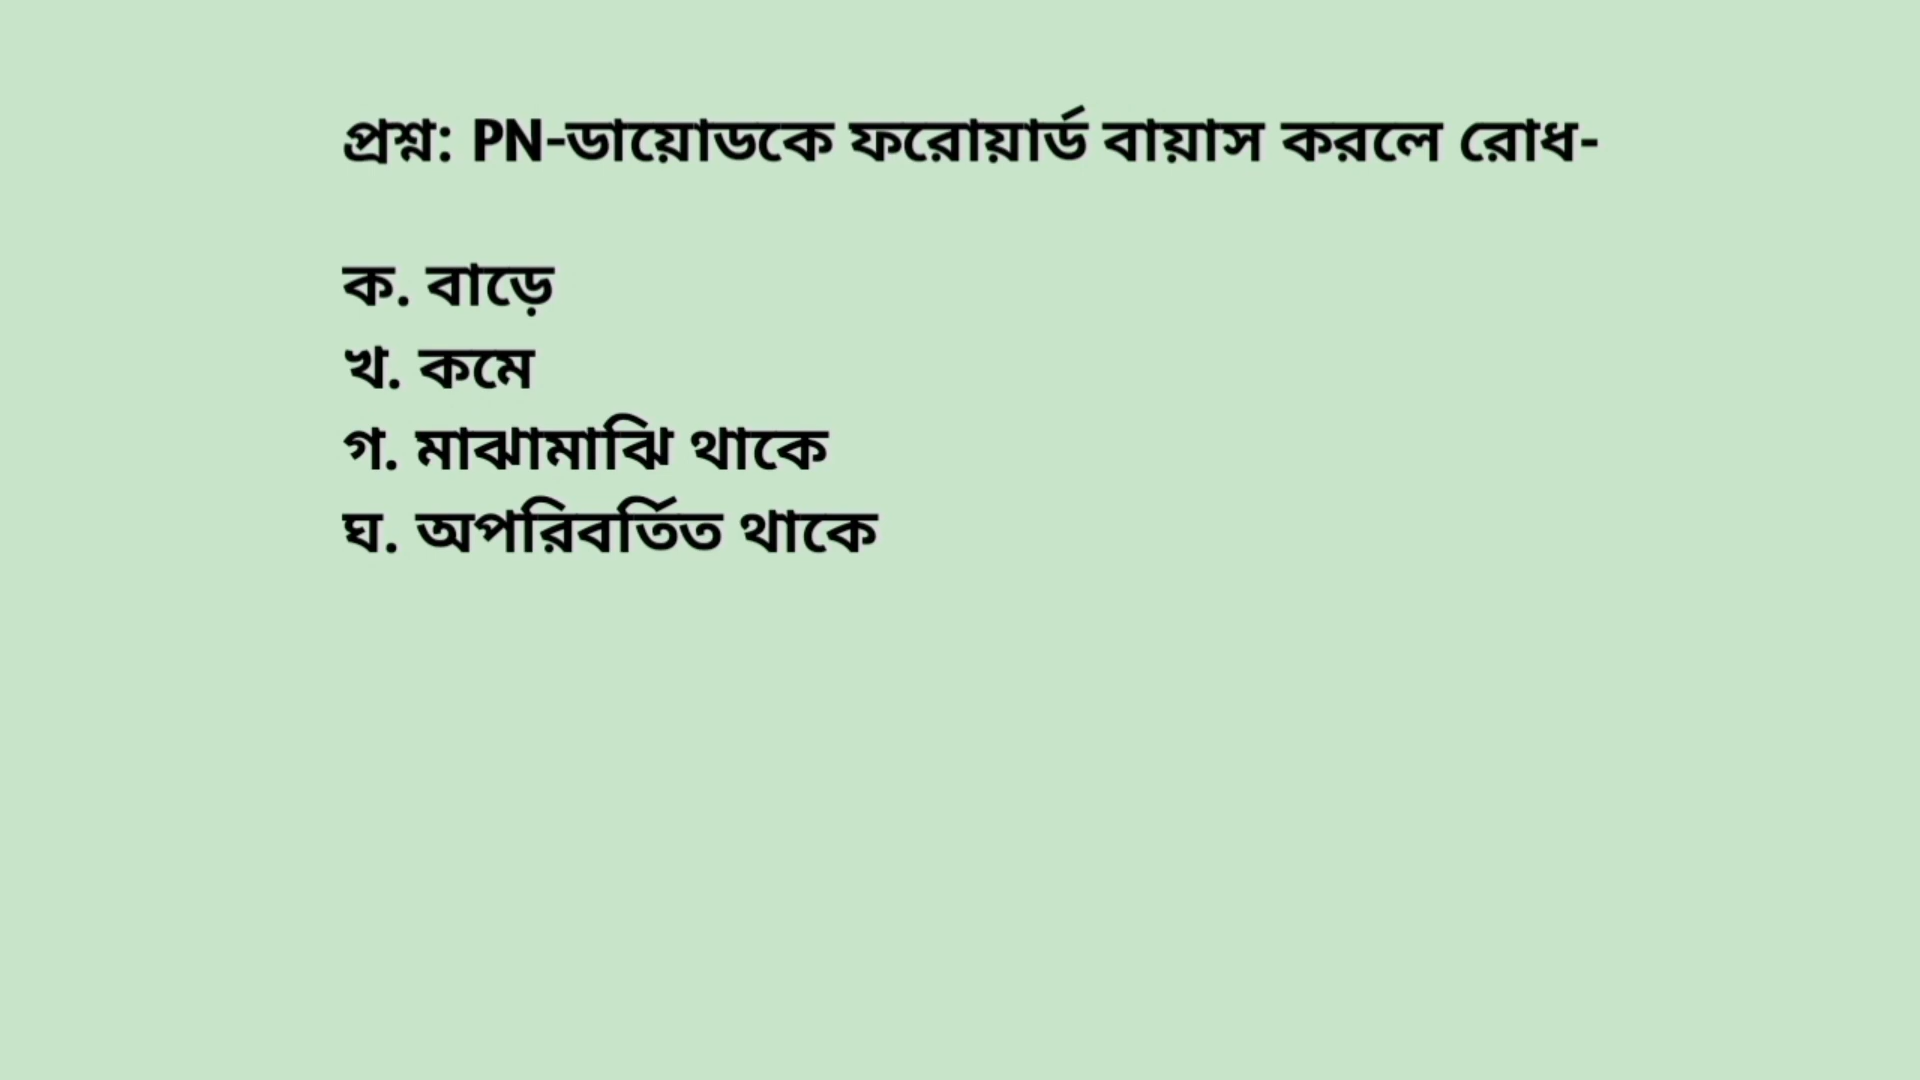 প্রশ্ন: PN-ডায়োডকে ফরোয়ার্ড বায়াস করলে রোধ-
ক. বাড়ে
খ. কমে
গ. মাঝামাঝি থাকে
ঘ. অপরিবর্তিত থাকে